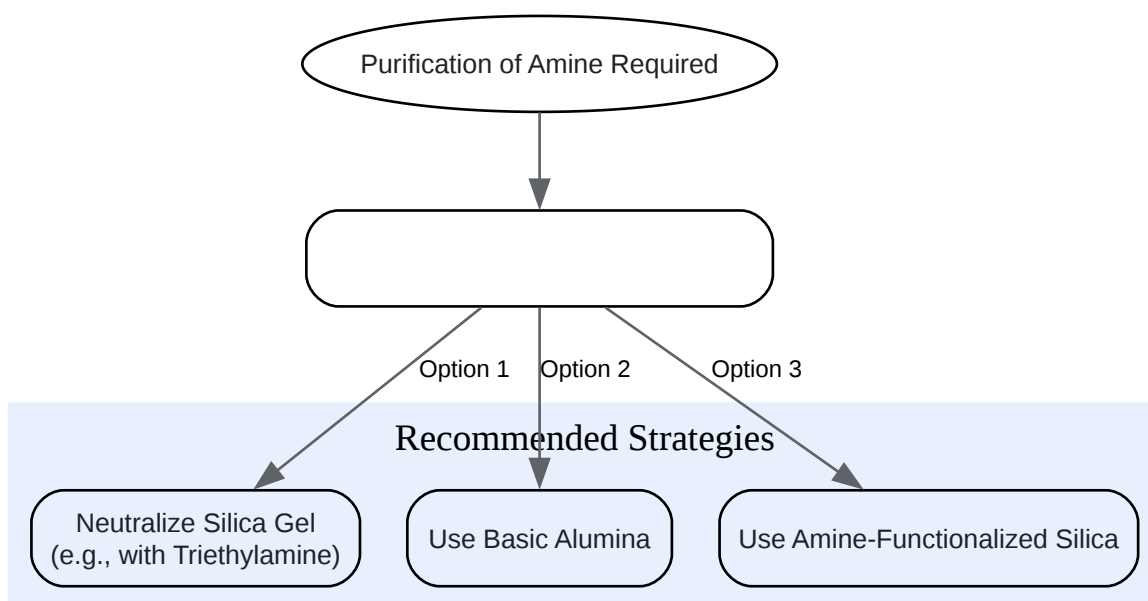 Purification of Amine Required
Option 1
Option 2
Option 3
Recommended Strategies
Neutralize Silica Gel
(e.g., with Triethylamine)
Use Basic Alumina
Use Amine-Functionalized Silica